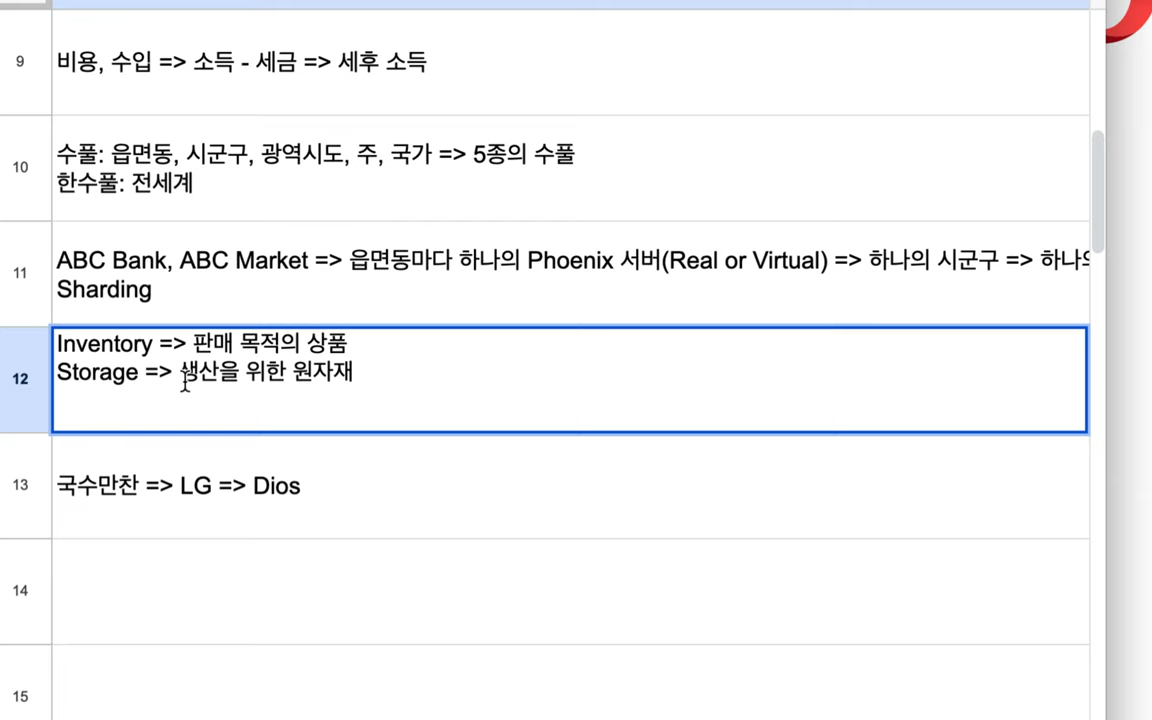 9
비용, 수입 => 소득 - 세금 => 세후 소득
10
수풀: 읍면동, 시군구, 광역시도, 주, 국가 => 5종의 수풀
한수풀: 전세계
11
ABC Bank, ABC Market => 읍면동마다 하나의 Phoenix 서버(Real or Virtual) => 하나의 시군구 =>
Sharding
12
Inventory => 판매 목적의 상품
Storage => 생산을 위한 원자재
13
국수만찬 => LG => Dios
14
15